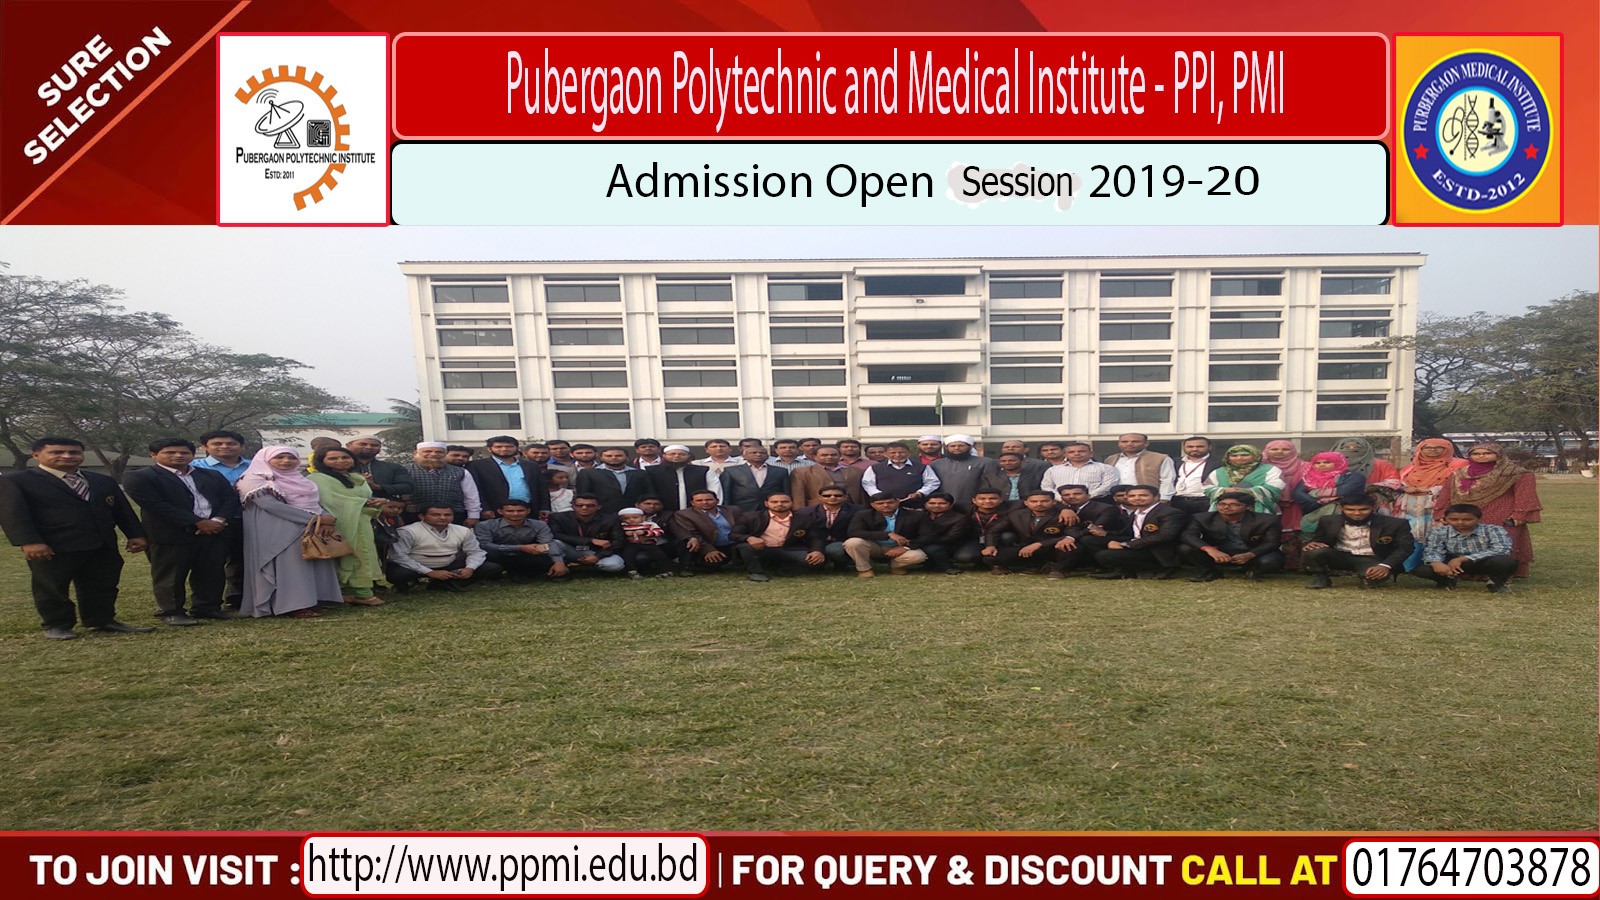 SURE
SELECTION
PUBERGAON POLYTECHNIC INSTITUTE
ESTD: 2011
Pubergaon Polytechnic and Medical Institute - PPI, PMI
Admission Open Session 2019-20
PURBERGAON MEDICAL INSTITUTE
ESTD-2012
TO JOIN VISIT : http://www.ppmi.edu.bd | FOR QUERY & DISCOUNT CALL AT 01764703878